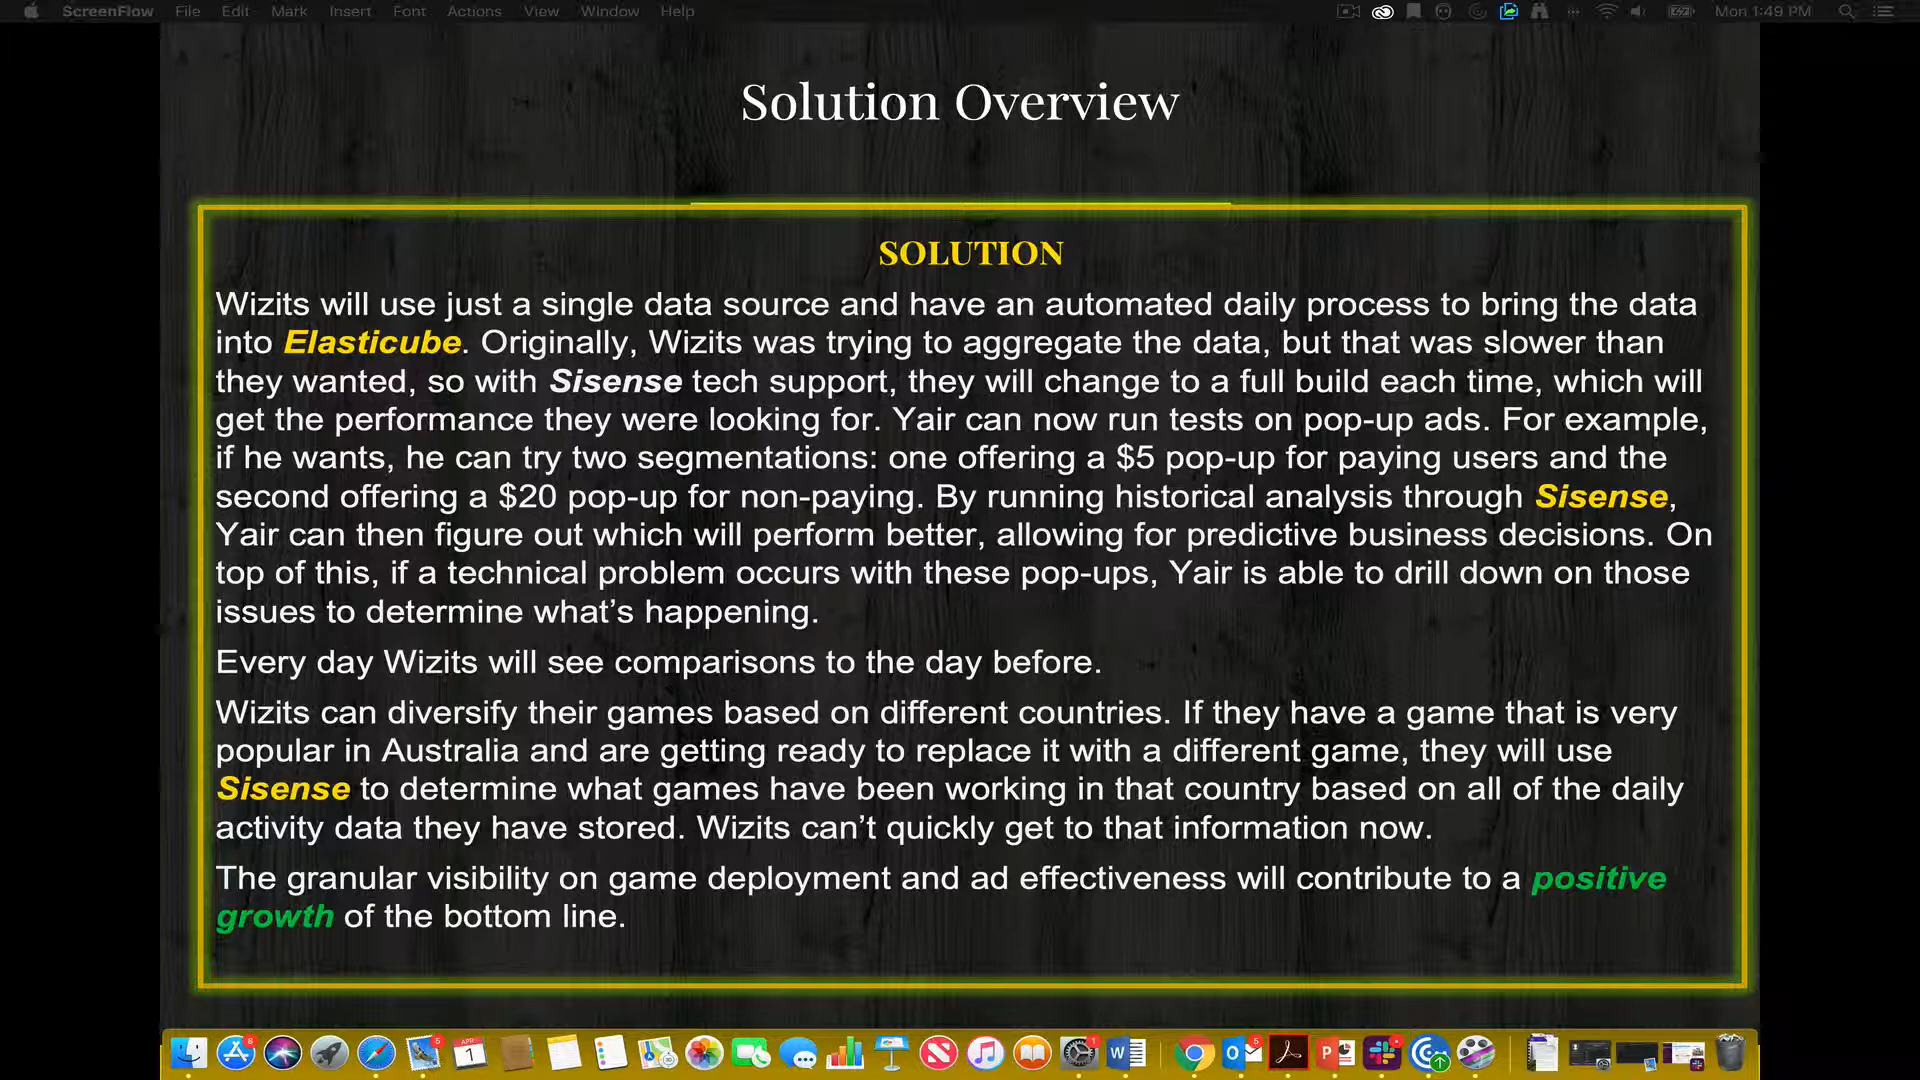 ScreenFlow File Edit Mark Insert Font Actions View Window Help Mon 1:49 PM
Solution Overview
SOLUTION
Wizits will use just a single data source and have an automated daily process to bring the data
into Elasticube. Originally, Wizits was trying to aggregate the data, but that was slower than
they wanted, so with Sisense tech support, they will change to a full build each time, which will
get the performance they were looking for. Yair can now run tests on pop-up ads. For example,
if he wants, he can try two segmentations: one offering a $5 pop-up for paying users and the
second offering a $20 pop-up for non-paying. By running historical analysis through Sisense,
Yair can then figure out which will perform better, allowing for predictive business decisions. On
top of this, if a technical problem occurs with these pop-ups, Yair is able to drill down on those
issues to determine what’s happening.
Every day Wizits will see comparisons to the day before.
Wizits can diversify their games based on different countries. If they have a game that is very
popular in Australia and are getting ready to replace it with a different game, they will use
Sisense to determine what games have been working in that country based on all of the daily
activity data they have stored. Wizits can’t quickly get to that information now.
The granular visibility on game deployment and ad effectiveness will contribute to a positive
growth of the bottom line.
8 5 APR 1 1 W 5 P